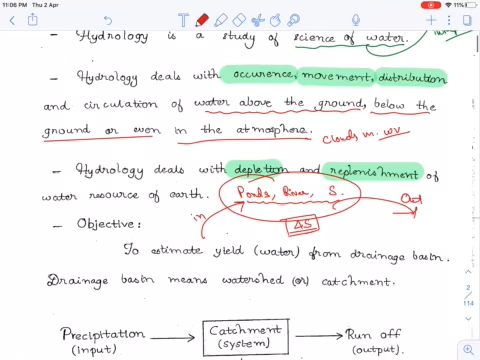 11:06 PM Thu 2 Apr
11%
- Hydrology is a study of science of water.
- Hydrology deals with occurence, movement, distribution
and circulation of water above the ground, below the
ground or even in the atmosphere.
clouds
- Hydrology deals with depletion and replenishment of
water resource of earth.
Ponds, River, S.
in
Out
ΔS
- Objective:
To estimate yield (water) from drainage basin.
Drainage basin means watershed (or) catchment.
2
114
Precipitation
(input)
Catchment
(system)
Run off
(output).